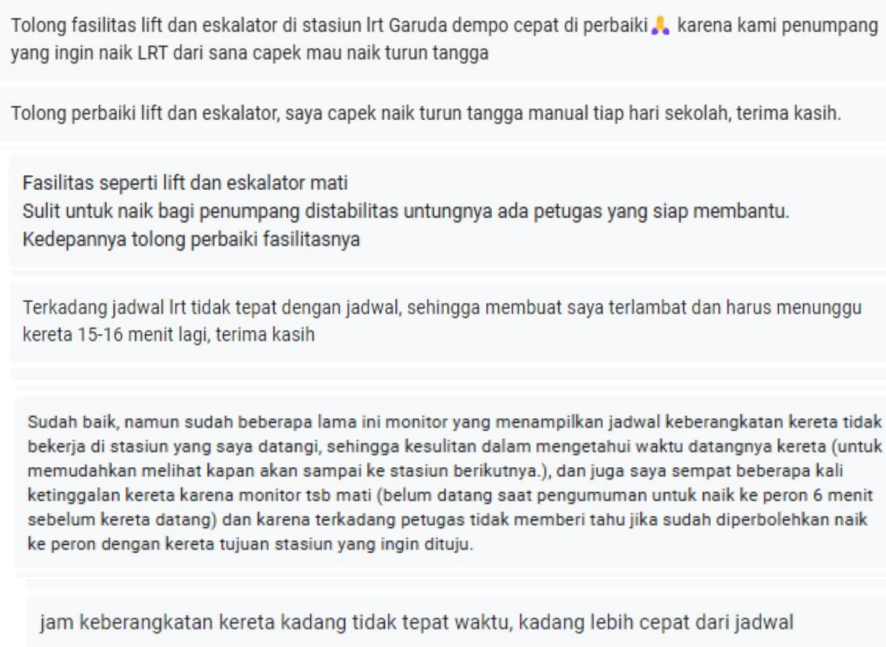 Tolong fasilitas lift dan eskalator di stasiun lrt Garuda dempo cepat di perbaiki🙏 karena kami penumpang
yang ingin naik LRT dari sana capek mau naik turun tangga
Tolong perbaiki lift dan eskalator, saya capek naik turun tangga manual tiap hari sekolah, terima kasih.
Fasilitas seperti lift dan eskalator mati
Sulit untuk naik bagi penumpang distabilitas untungnya ada petugas yang siap membantu.
Kedepannya tolong perbaiki fasilitasnya
Terkadang jadwal lrt tidak tepat dengan jadwal, sehingga membuat saya terlambat dan harus menunggu
kereta 15-16 menit lagi, terima kasih
Sudah baik, namun sudah beberapa lama ini monitor yang menampilkan jadwal keberangkatan kereta tidak
bekerja di stasiun yang saya datangi, sehingga kesulitan dalam mengetahui waktu datangnya kereta (untuk
memudahkan melihat kapan akan sampai ke stasiun berikutnya.), dan juga saya sempat beberapa kali
ketinggalan kereta karena monitor tsb mati (belum datang saat pengumuman untuk naik ke peron 6 menit
sebelum kereta datang) dan karena terkadang petugas tidak memberi tahu jika sudah diperbolehkan naik
ke peron dengan kereta tujuan stasiun yang ingin dituju.
jam keberangkatan kereta kadang tidak tepat waktu, kadang lebih cepat dari jadwal